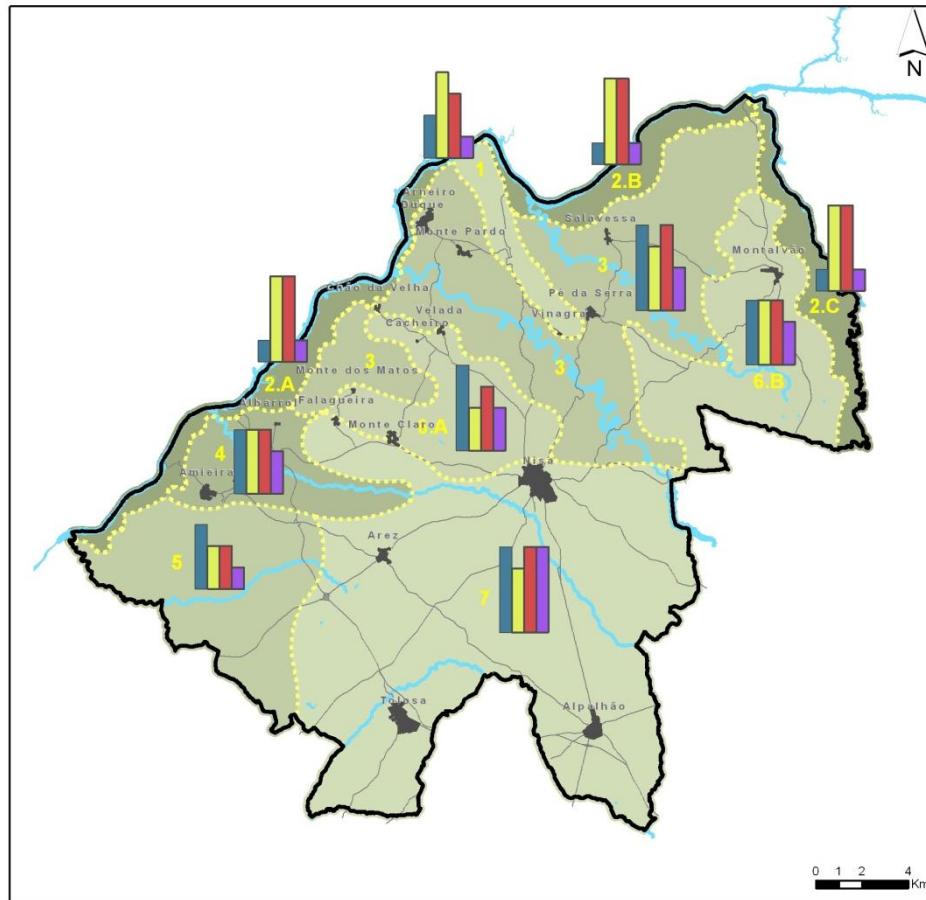 N
1
2.B
Arneiro
Duque
Salavessa
Monte Pardo
Montalvão
3
Chão da Velha
Pé da Serra
2.C
Velada
Vinagra
Cacheiro
6.B
3
3
Monte dos Matos
2.A
Falagueira
Monte Claro
4
Nisa
Amieira
Arez
5
7
Tolosa
Alpalhão
0 1 2 4
Km